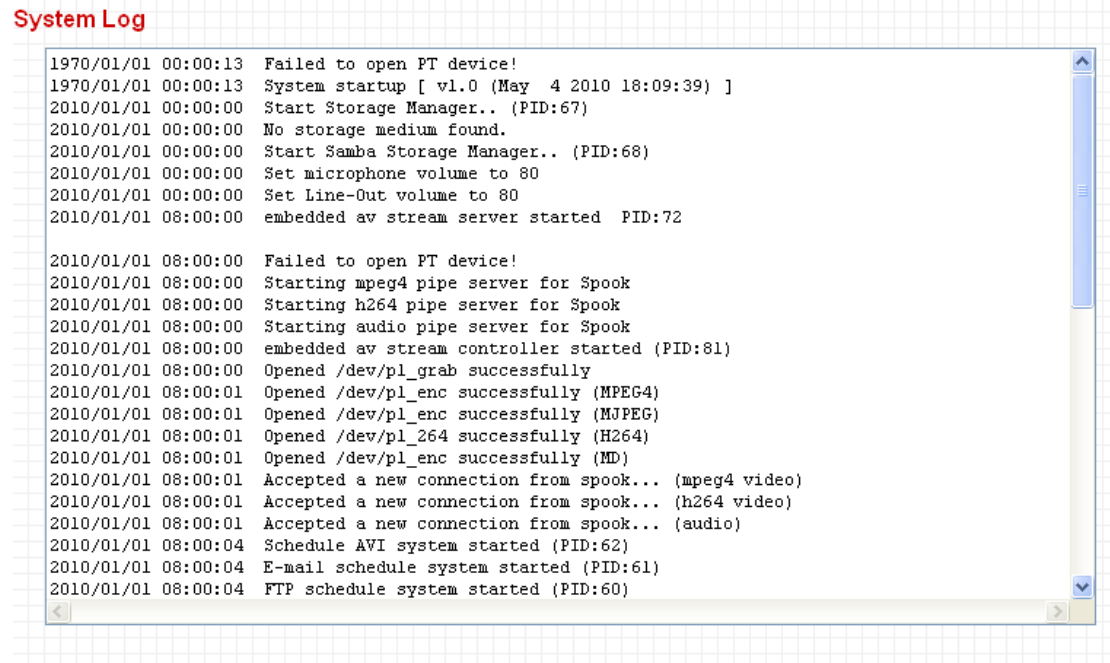 System Log
1970/01/01 00:00:13 Failed to open PT device!
1970/01/01 00:00:13 System startup [ v1.0 (May  4 2010 18:09:39) ]
2010/01/01 00:00:00 Start Storage Manager.. (PID:67)
2010/01/01 00:00:00 No storage medium found.
2010/01/01 00:00:00 Start Samba Storage Manager.. (PID:68)
2010/01/01 00:00:00 Set microphone volume to 80
2010/01/01 00:00:00 Set Line-Out volume to 80
2010/01/01 08:00:00 embedded av stream server started  PID:72
2010/01/01 08:00:00 Failed to open PT device!
2010/01/01 08:00:00 Starting mpeg4 pipe server for Spook
2010/01/01 08:00:00 Starting h264 pipe server for Spook
2010/01/01 08:00:00 Starting audio pipe server for Spook
2010/01/01 08:00:00 embedded av stream controller started (PID:81)
2010/01/01 08:00:00 Opened /dev/pl_grab successfully
2010/01/01 08:00:01 Opened /dev/pl_enc successfully (MPEG4)
2010/01/01 08:00:01 Opened /dev/pl_enc successfully (MJPEG)
2010/01/01 08:00:01 Opened /dev/pl_264 successfully (H264)
2010/01/01 08:00:01 Opened /dev/pl_enc successfully (MD)
2010/01/01 08:00:01 Accepted a new connection from spook... (mpeg4 video)
2010/01/01 08:00:01 Accepted a new connection from spook... (h264 video)
2010/01/01 08:00:01 Accepted a new connection from spook... (audio)
2010/01/01 08:00:04 Schedule AVI system started (PID:62)
2010/01/01 08:00:04 E-mail schedule system started (PID:61)
2010/01/01 08:00:04 FTP schedule system started (PID:60)